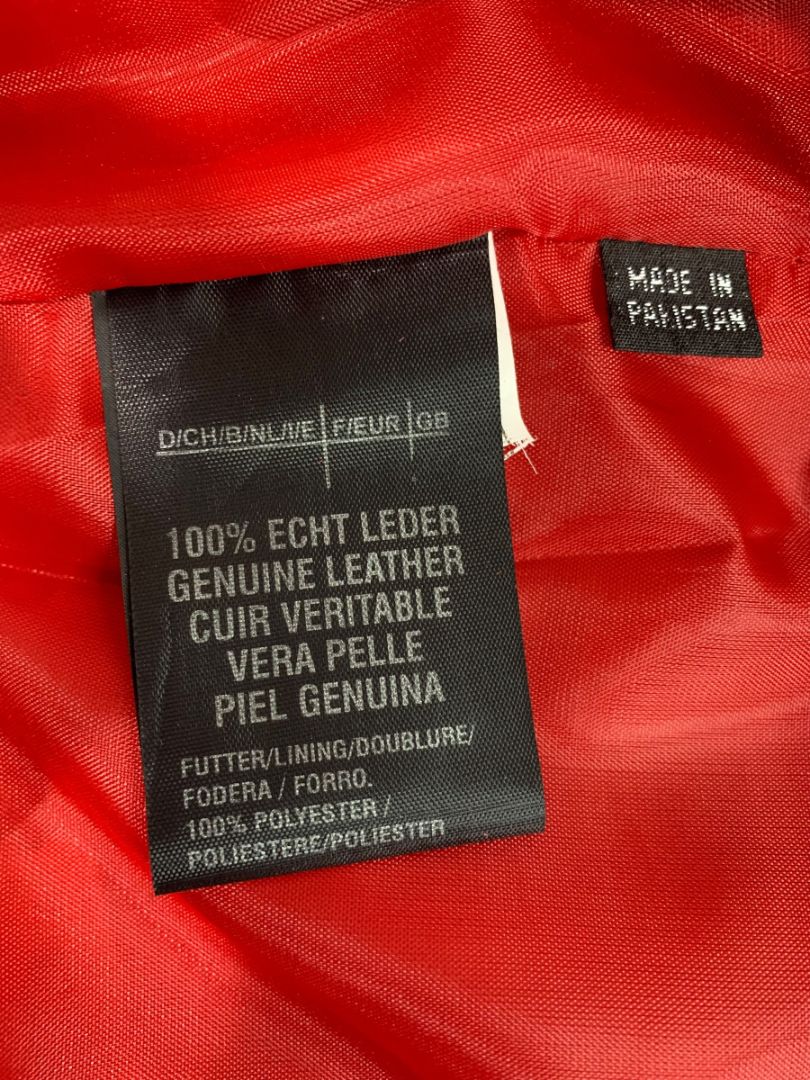 MADE IN
PAKISTAN
D/CH/B/NL/I/E F/EUR GB
100% ECHT LEDER
GENUINE LEATHER
CUIR VERITABLE
VERA PELLE
PIEL GENUINA
FUTTER/LINING/DOUBLURE/
FODERA / FORRO.
100% POLYESTER /
POLIESTERE/POLIESTER